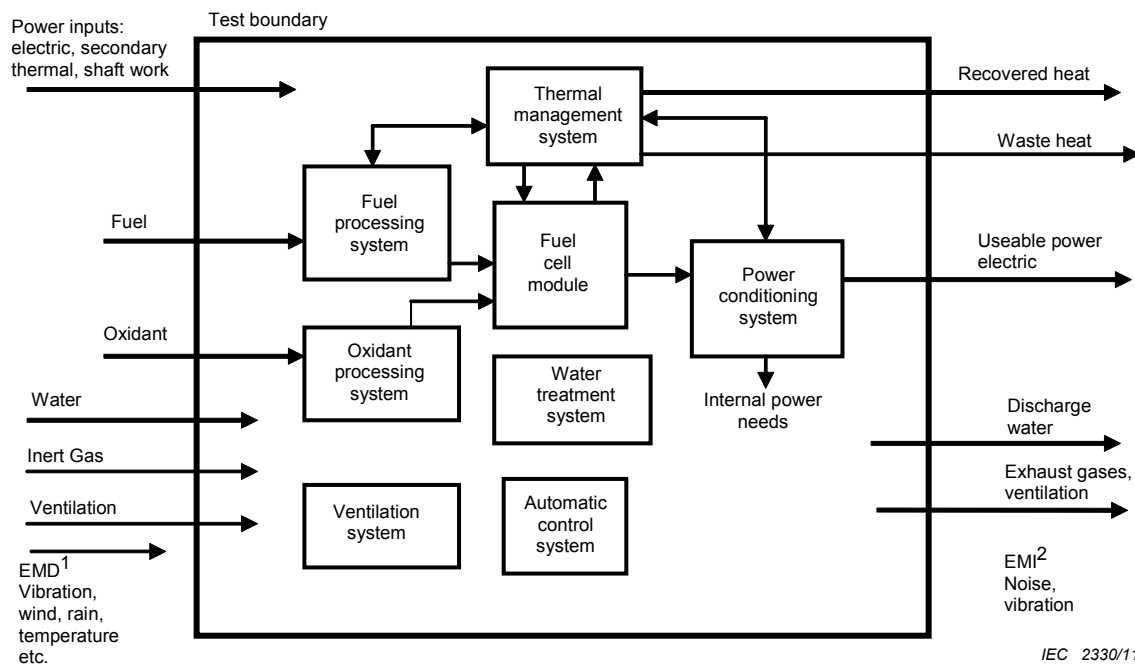 Power inputs:
electric, secondary
thermal, shaft work
Test boundary
Thermal
management
system
Recovered heat
Waste heat
Fuel
Fuel
processing
system
Fuel
cell
module
Power
conditioning
system
Useable power
electric
Oxidant
Oxidant
processing
system
Water
treatment
system
Internal power
needs
Water
Discharge
water
Inert Gas
Exhaust gases,
ventilation
Ventilation
Ventilation
system
Automatic
control
system
EMD1
Vibration,
wind, rain,
temperature
etc.
EMI2
Noise,
vibration
IEC 2330/11